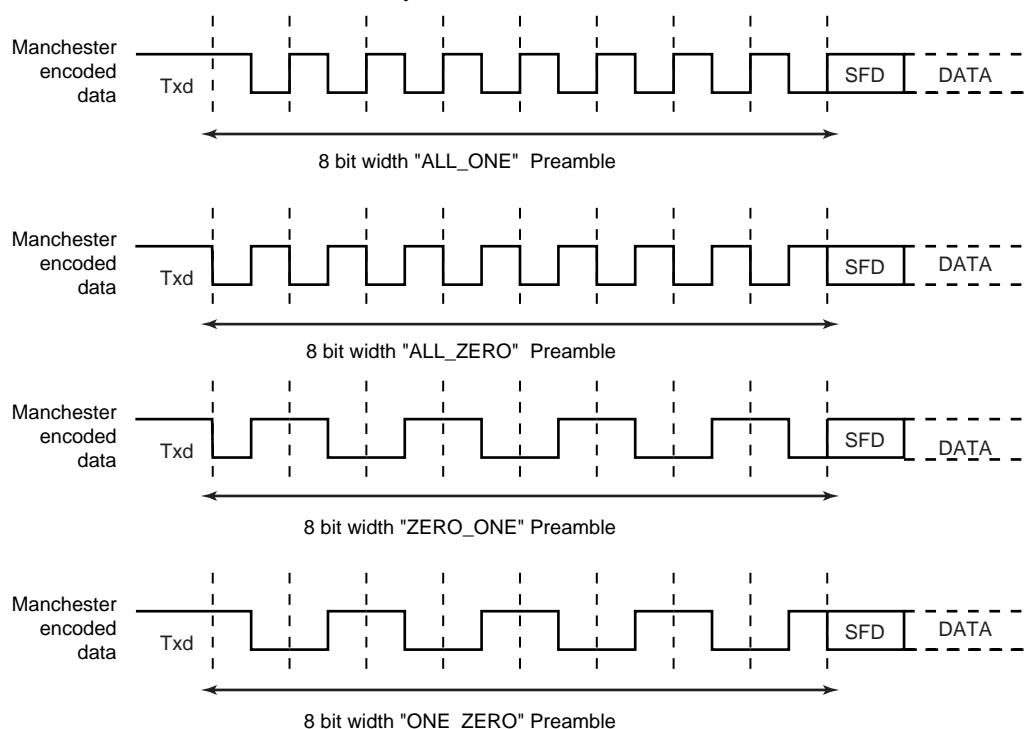 Manchester
encoded
data
Txd
SFD
DATA
8 bit width "ALL_ONE" Preamble
Manchester
encoded
data
Txd
SFD
DATA
8 bit width "ALL_ZERO" Preamble
Manchester
encoded
data
Txd
SFD
DATA
8 bit width "ZERO_ONE" Preamble
Manchester
encoded
data
Txd
SFD
DATA
8 bit width "ONE_ZERO" Preamble